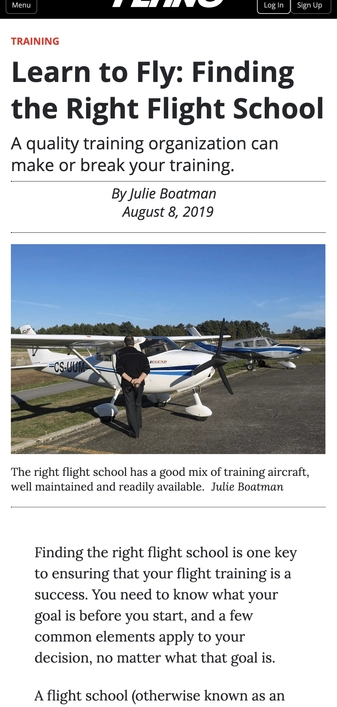 Menu
FLYING
Log In
Sign Up
TRAINING
Learn to Fly: Finding
the Right Flight School
A quality training organization can
make or break your training.
By Julie Boatman
August 8, 2019
CS-UUM
The right flight school has a good mix of training aircraft,
well maintained and readily available. Julie Boatman
Finding the right flight school is one key
to ensuring that your flight training is a
success. You need to know what your
goal is before you start, and a few
common elements apply to your
decision, no matter what that goal is.
A flight school (otherwise known as an